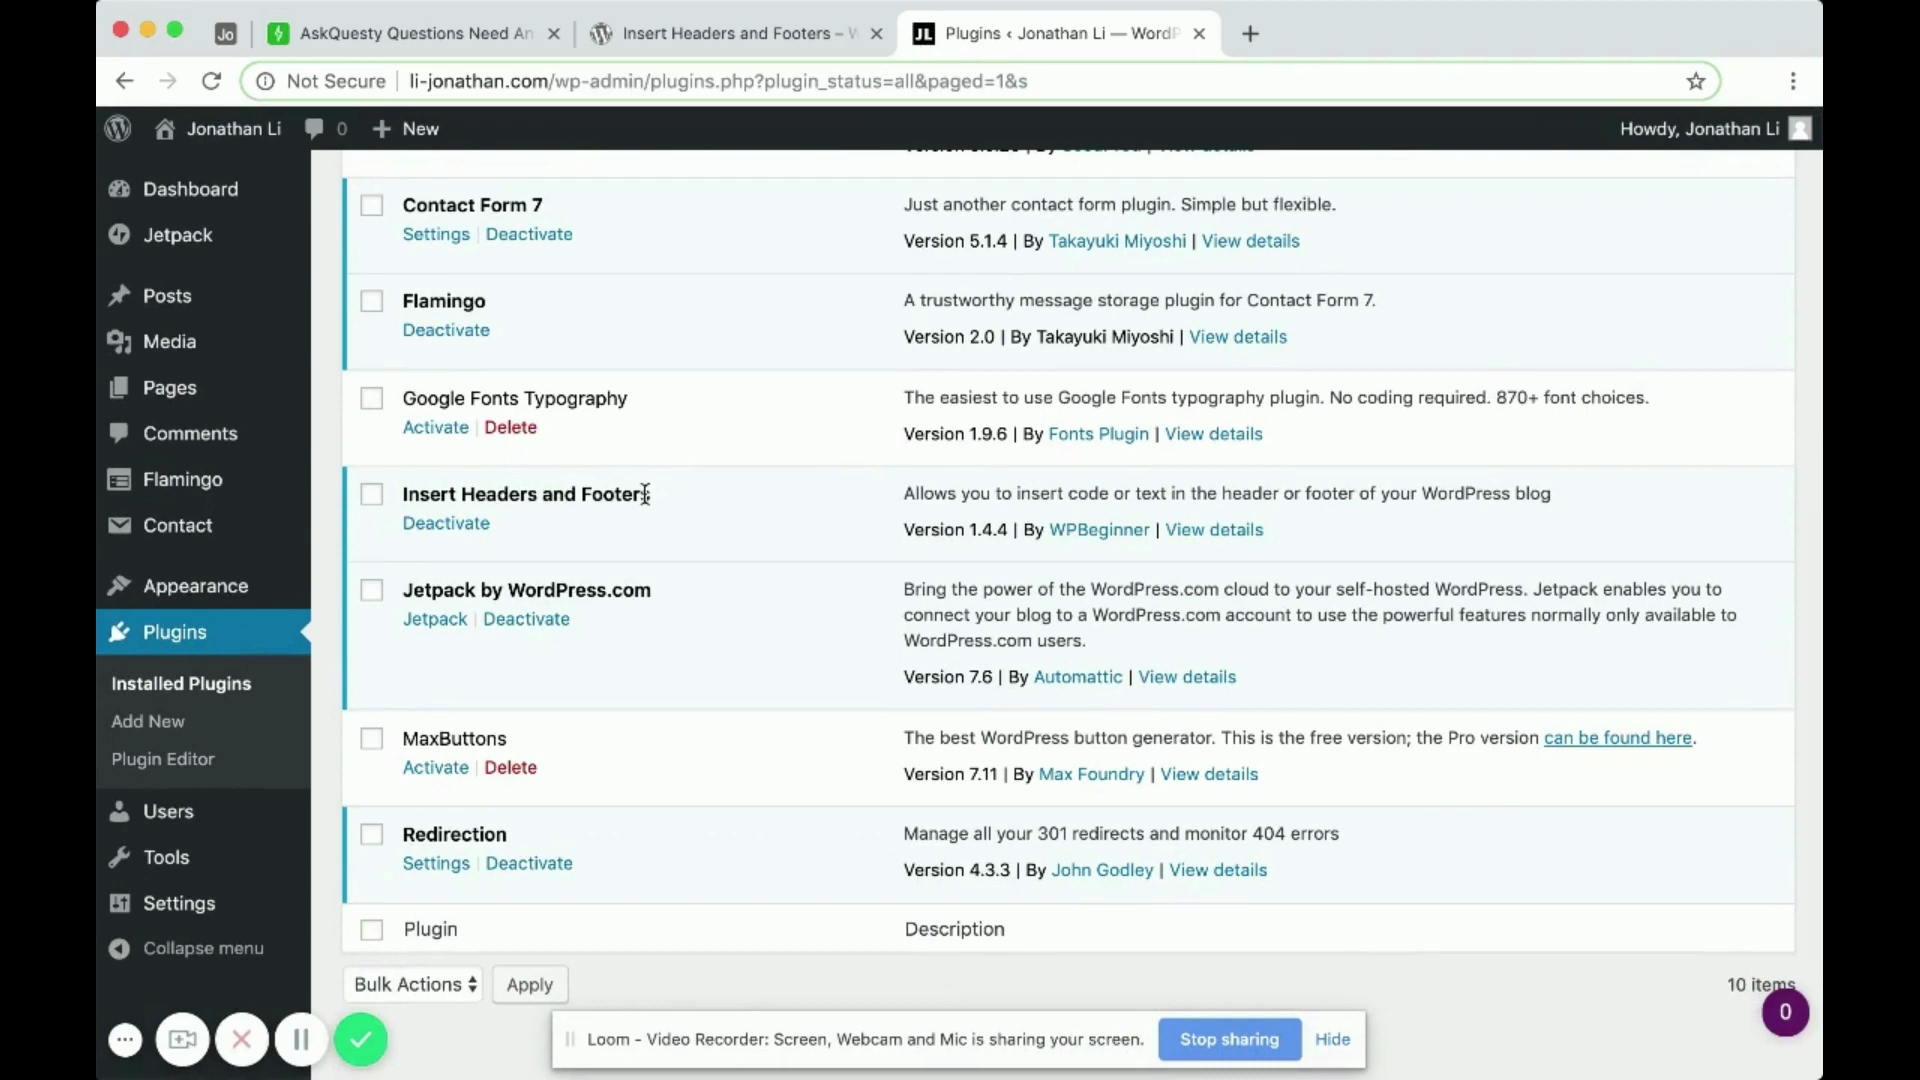 Jo
AskQuesty Questions Need An
Insert Headers and Footers – W
JL
Plugins ‹ Jonathan Li — WordP
Not Secure
li-jonathan.com/wp-admin/plugins.php?plugin_status=all&paged=1&s
Jonathan Li
0
New
Howdy, Jonathan Li
Dashboard
Jetpack
Posts
Media
Pages
Comments
Flamingo
Contact
Appearance
Plugins
Installed Plugins
Add New
Plugin Editor
Users
Tools
Settings
Collapse menu
Contact Form 7
Settings | Deactivate
Just another contact form plugin. Simple but flexible.
Version 5.1.4 | By Takayuki Miyoshi | View details
Flamingo
Deactivate
A trustworthy message storage plugin for Contact Form 7.
Version 2.0 | By Takayuki Miyoshi | View details
Google Fonts Typography
Activate | Delete
The easiest to use Google Fonts typography plugin. No coding required. 870+ font choices.
Version 1.9.6 | By Fonts Plugin | View details
Insert Headers and Footers
Deactivate
Allows you to insert code or text in the header or footer of your WordPress blog
Version 1.4.4 | By WPBeginner | View details
Jetpack by WordPress.com
Jetpack | Deactivate
Bring the power of the WordPress.com cloud to your self-hosted WordPress. Jetpack enables you to
connect your blog to a WordPress.com account to use the powerful features normally only available to
WordPress.com users.
Version 7.6 | By Automattic | View details
MaxButtons
Activate | Delete
The best WordPress button generator. This is the free version; the Pro version can be found here.
Version 7.11 | By Max Foundry | View details
Redirection
Settings | Deactivate
Manage all your 301 redirects and monitor 404 errors
Version 4.3.3 | By John Godley | View details
Plugin
Description
Bulk Actions
Apply
10 items
0
Loom - Video Recorder: Screen, Webcam and Mic is sharing your screen.
Stop sharing
Hide